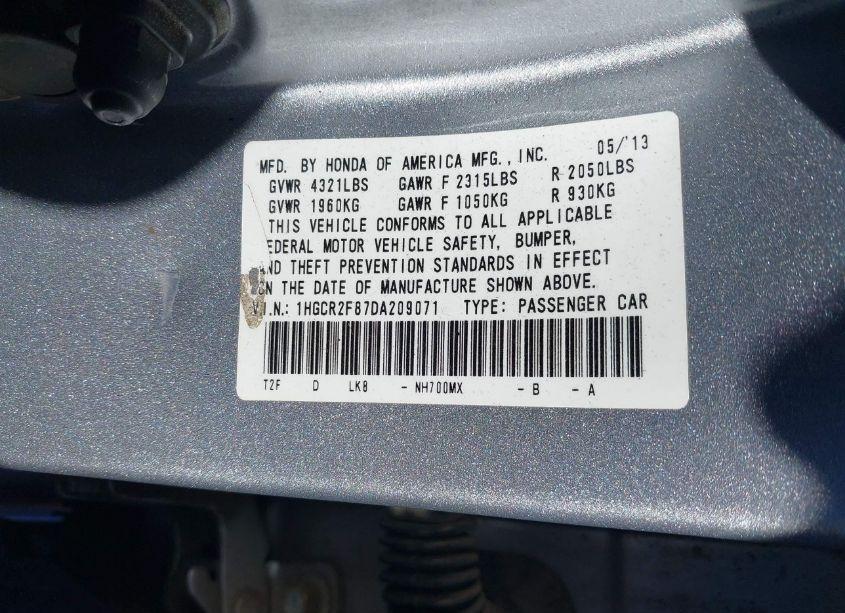 MFD. BY HONDA OF AMERICA MFG., INC. 05/'13
GVWR 4321LBS GAWR F 2315LBS R 2050LBS
GVWR 1960KG GAWR F 1050KG R 930KG
THIS VEHICLE CONFORMS TO ALL APPLICABLE
EDERAL MOTOR VEHICLE SAFETY, BUMPER,
AND THEFT PREVENTION STANDARDS IN EFFECT
ON THE DATE OF MANUFACTURE SHOWN ABOVE.
V.I.N.: 1HGCR2F87DA209071 TYPE: PASSENGER CAR
T2F D LK8 - NH700MX - B - A